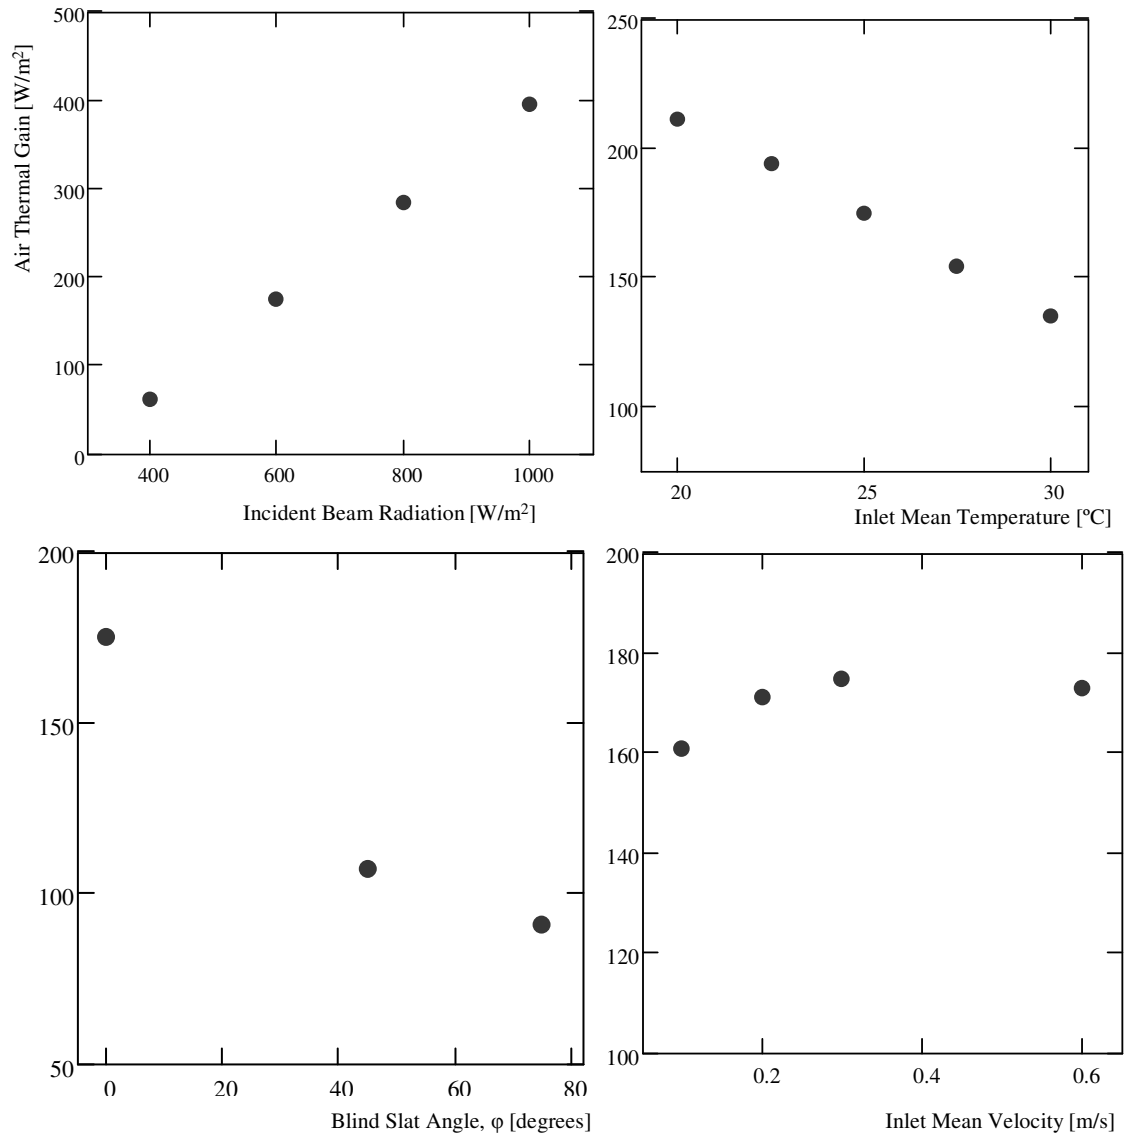 500
400
300
200
100
0
Air Thermal Gain [W/m²]
400 600 800 1000
Incident Beam Radiation [W/m²]
250
200
150
100
20 25 30
Inlet Mean Temperature [ºC]
200
150
100
50
0 20 40 60 80
Blind Slat Angle, φ [degrees]
200
180
160
140
120
100
0.2 0.4 0.6
Inlet Mean Velocity [m/s]